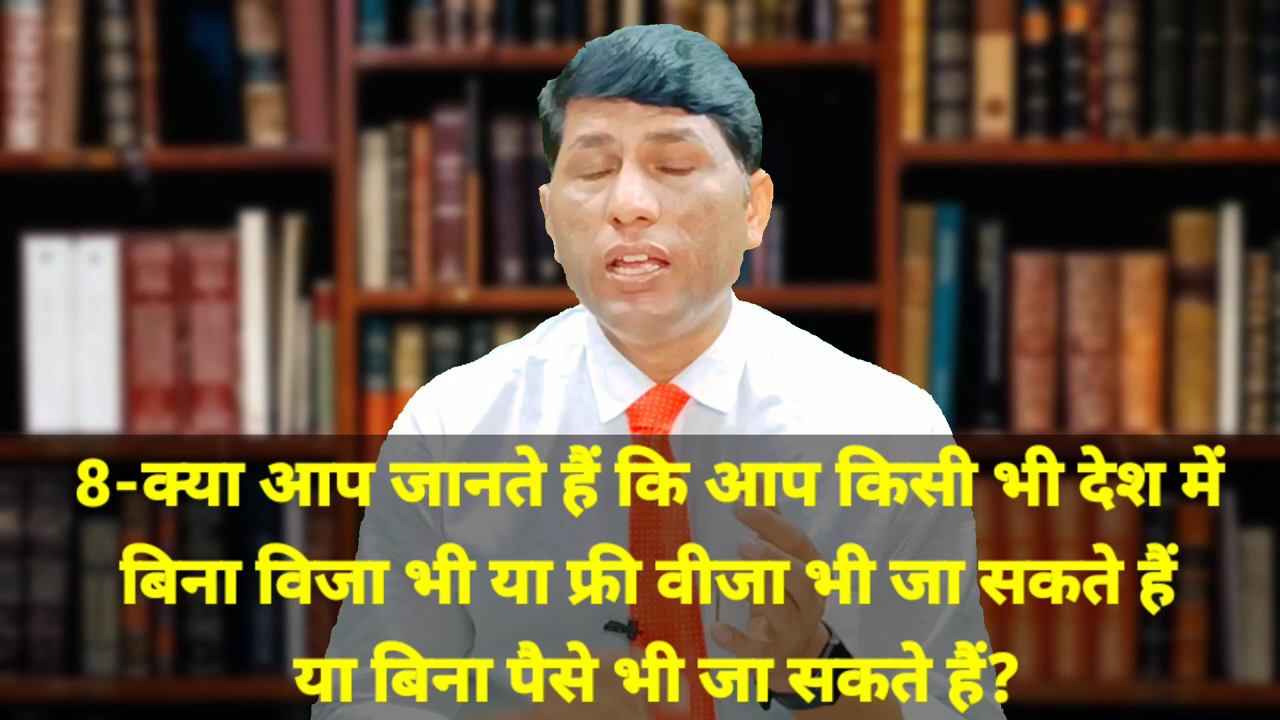 8-क्या आप जानते हैं कि आप किसी भी देश में
बिना विजा भी या फ्री वीजा भी जा सकते हैं
या बिना पैसे भी जा सकते हैं?